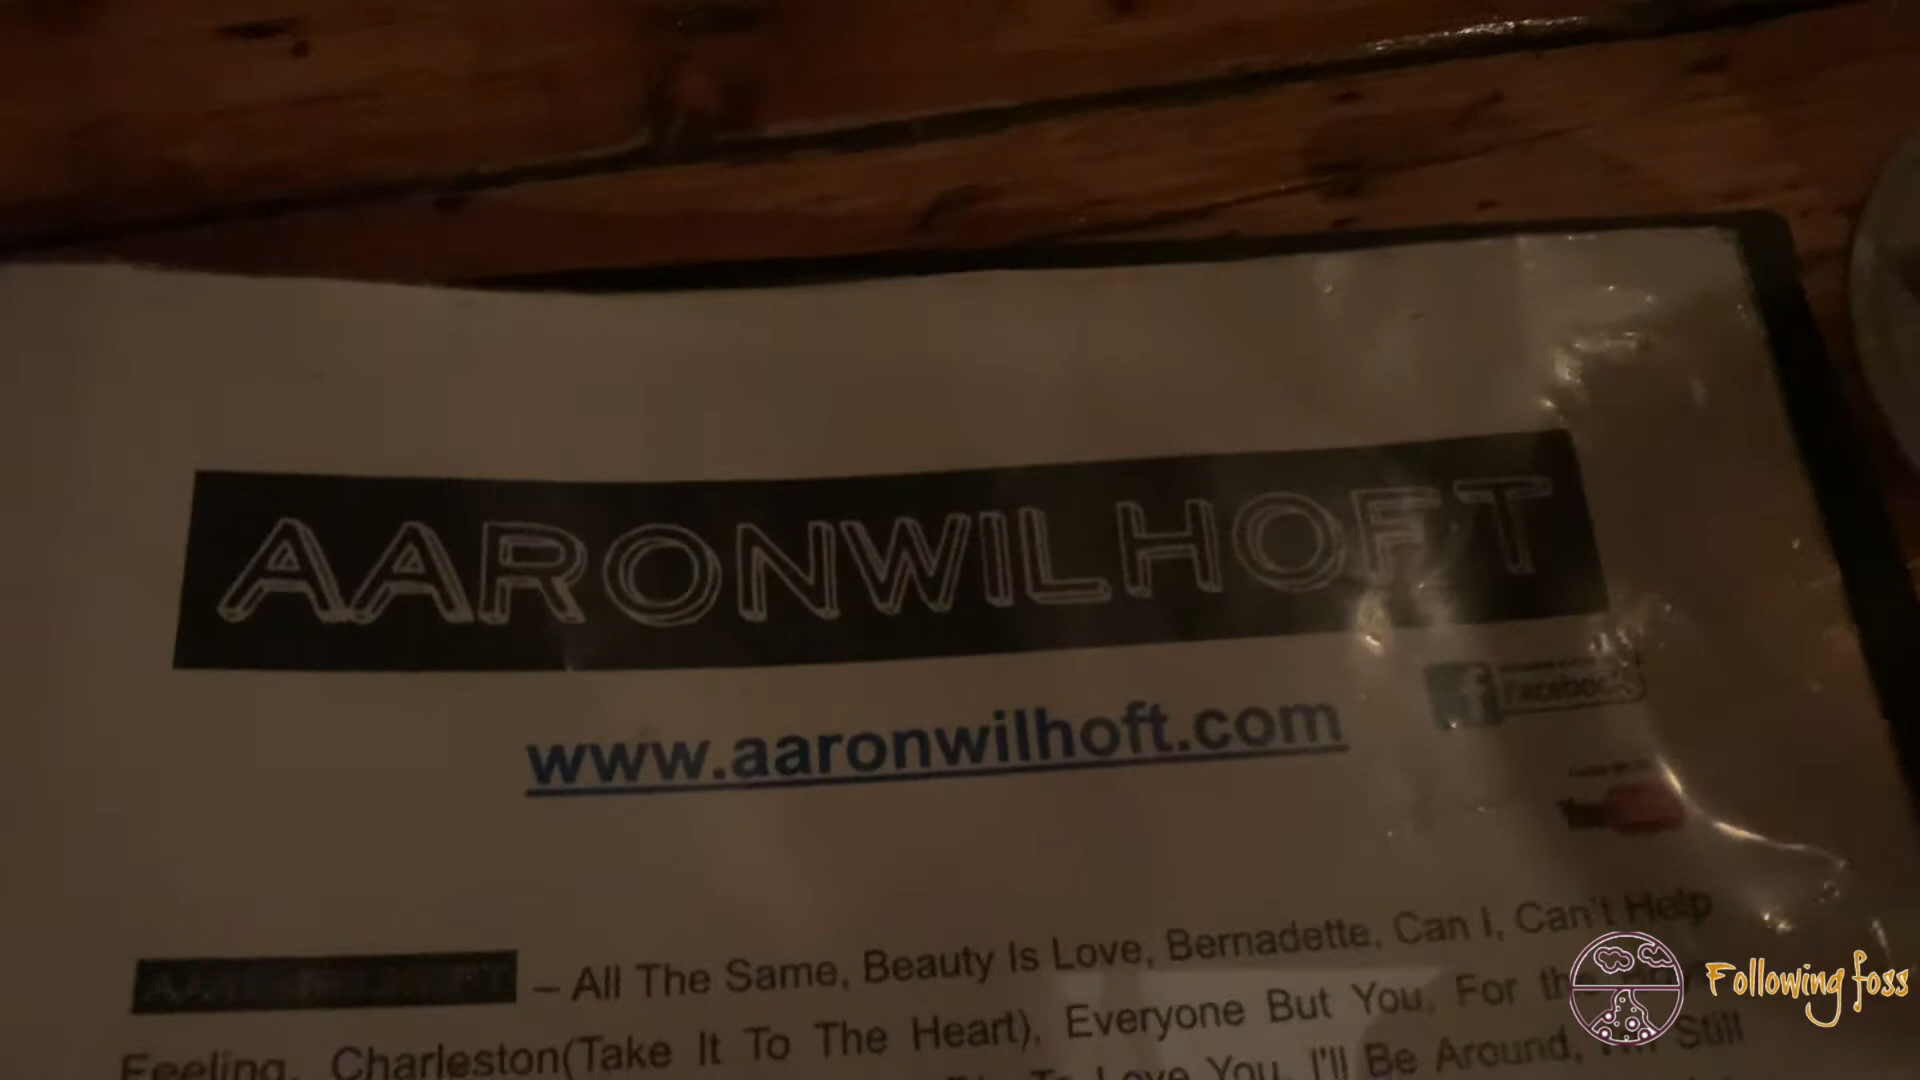 AARONWILHOFT
www.aaronwilhoft.com
Facebook
– All The Same, Beauty Is Love, Bernadette, Can I, Can't Help
Feeling, Charleston(Take It To The Heart), Everyone But You, For
To Love You, I'll Be Around, Still
Following foss